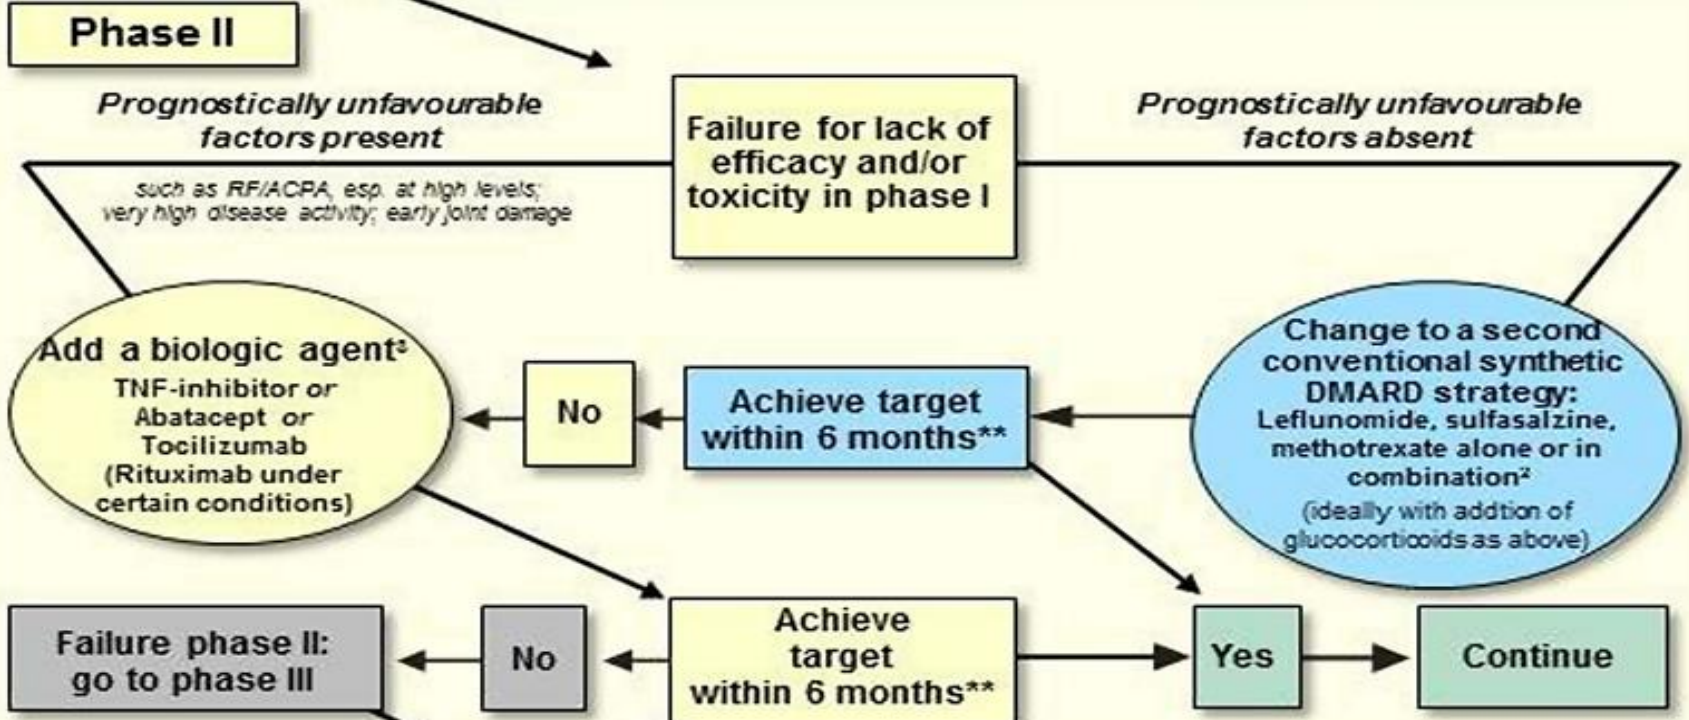 Phase II
Prognostically unfavourable
factors present
such as RF/ACPA, esp. at high levels;
very high disease activity; early joint damage
Failure for lack of
efficacy and/or
toxicity in phase I
Prognostically unfavourable
factors absent
Add a biologic agent³
TNF-inhibitor or
Abatacept or
Tocilizumab
(Rituximab under
certain conditions)
No
Achieve target
within 6 months**
Change to a second
conventional synthetic
DMARD strategy:
Leflunomide, sulfasalzine,
methotrexate alone or in
combination²
(ideally with addtion of
glucocorticoids as above)
Failure phase II:
go to phase III
No
Achieve
target
within 6 months**
Yes
Continue